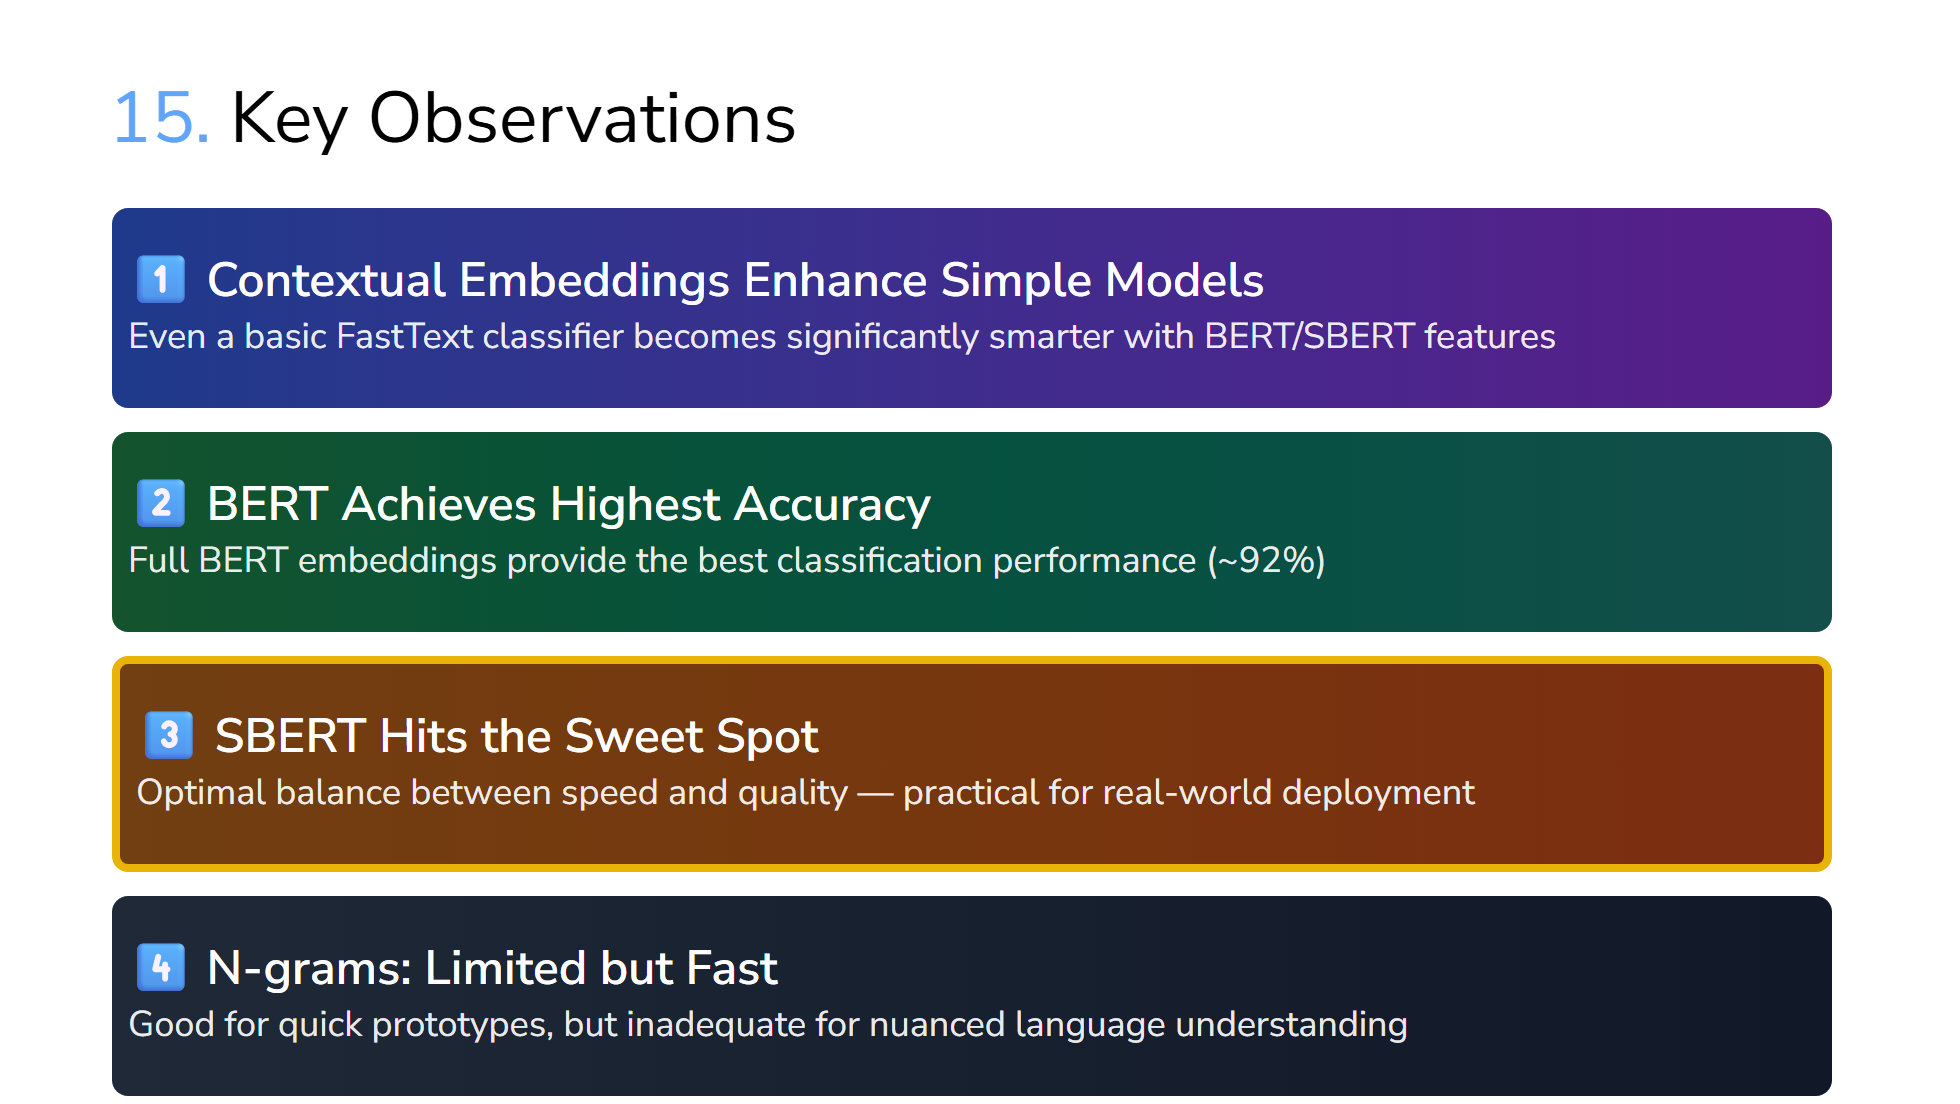 15. Key Observations
1 Contextual Embeddings Enhance Simple Models
Even a basic FastText classifier becomes significantly smarter with BERT/SBERT features
2 BERT Achieves Highest Accuracy
Full BERT embeddings provide the best classification performance (~92%)
3 SBERT Hits the Sweet Spot
Optimal balance between speed and quality — practical for real-world deployment
4 N-grams: Limited but Fast
Good for quick prototypes, but inadequate for nuanced language understanding